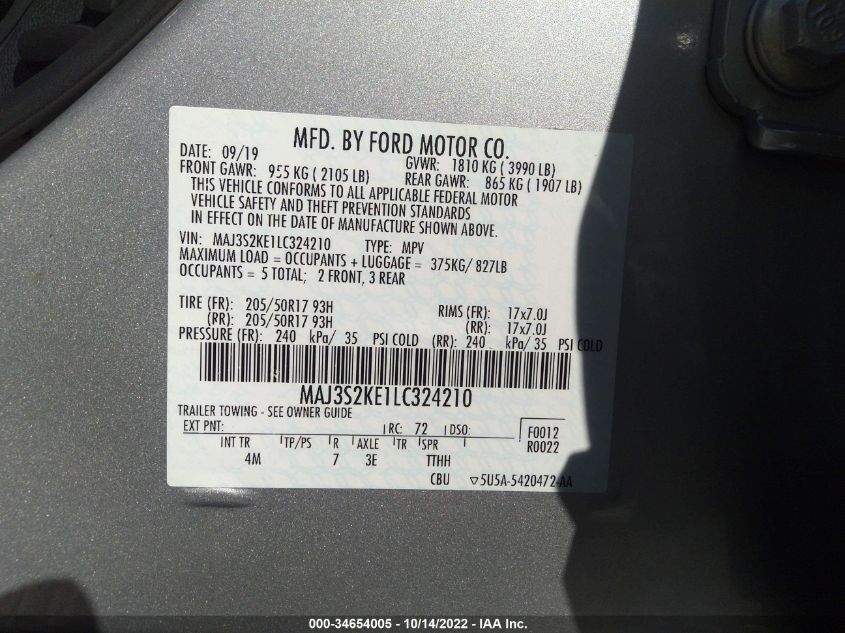 MFD. BY FORD MOTOR CO.
DATE: 09/19 GVWR: 1810 KG ( 3990 LB)
FRONT GAWR: 955 KG ( 2105 LB) REAR GAWR: 865 KG ( 1907 LB)
THIS VEHICLE CONFORMS TO ALL APPLICABLE FEDERAL MOTOR
VEHICLE SAFETY AND THEFT PREVENTION STANDARDS
IN EFFECT ON THE DATE OF MANUFACTURE SHOWN ABOVE.
VIN: MAJ3S2KE1LC324210 TYPE: MPV
MAXIMUM LOAD = OCCUPANTS + LUGGAGE = 375KG/ 827LB
OCCUPANTS = 5 TOTAL; 2 FRONT, 3 REAR
TIRE (FR): 205/50R17 93H RIMS (FR): 17x7.0J
(RR): 205/50R17 93H (RR): 17x7.0J
PRESSURE (FR): 240 kPa/ 35 PSI COLD (RR): 240 kPa/ 35 PSI COLD
MAJ3S2KE1LC324210
TRAILER TOWING - SEE OWNER GUIDE
EXT PNT: RC: 72 DSO: F0012
R0022
INT TR TP/PS R AXLE TR SPR
4M 7 3E TTHH
CBU ▽5U5A-5420472-AA
000-34654005 - 10/14/2022 - IAA Inc.